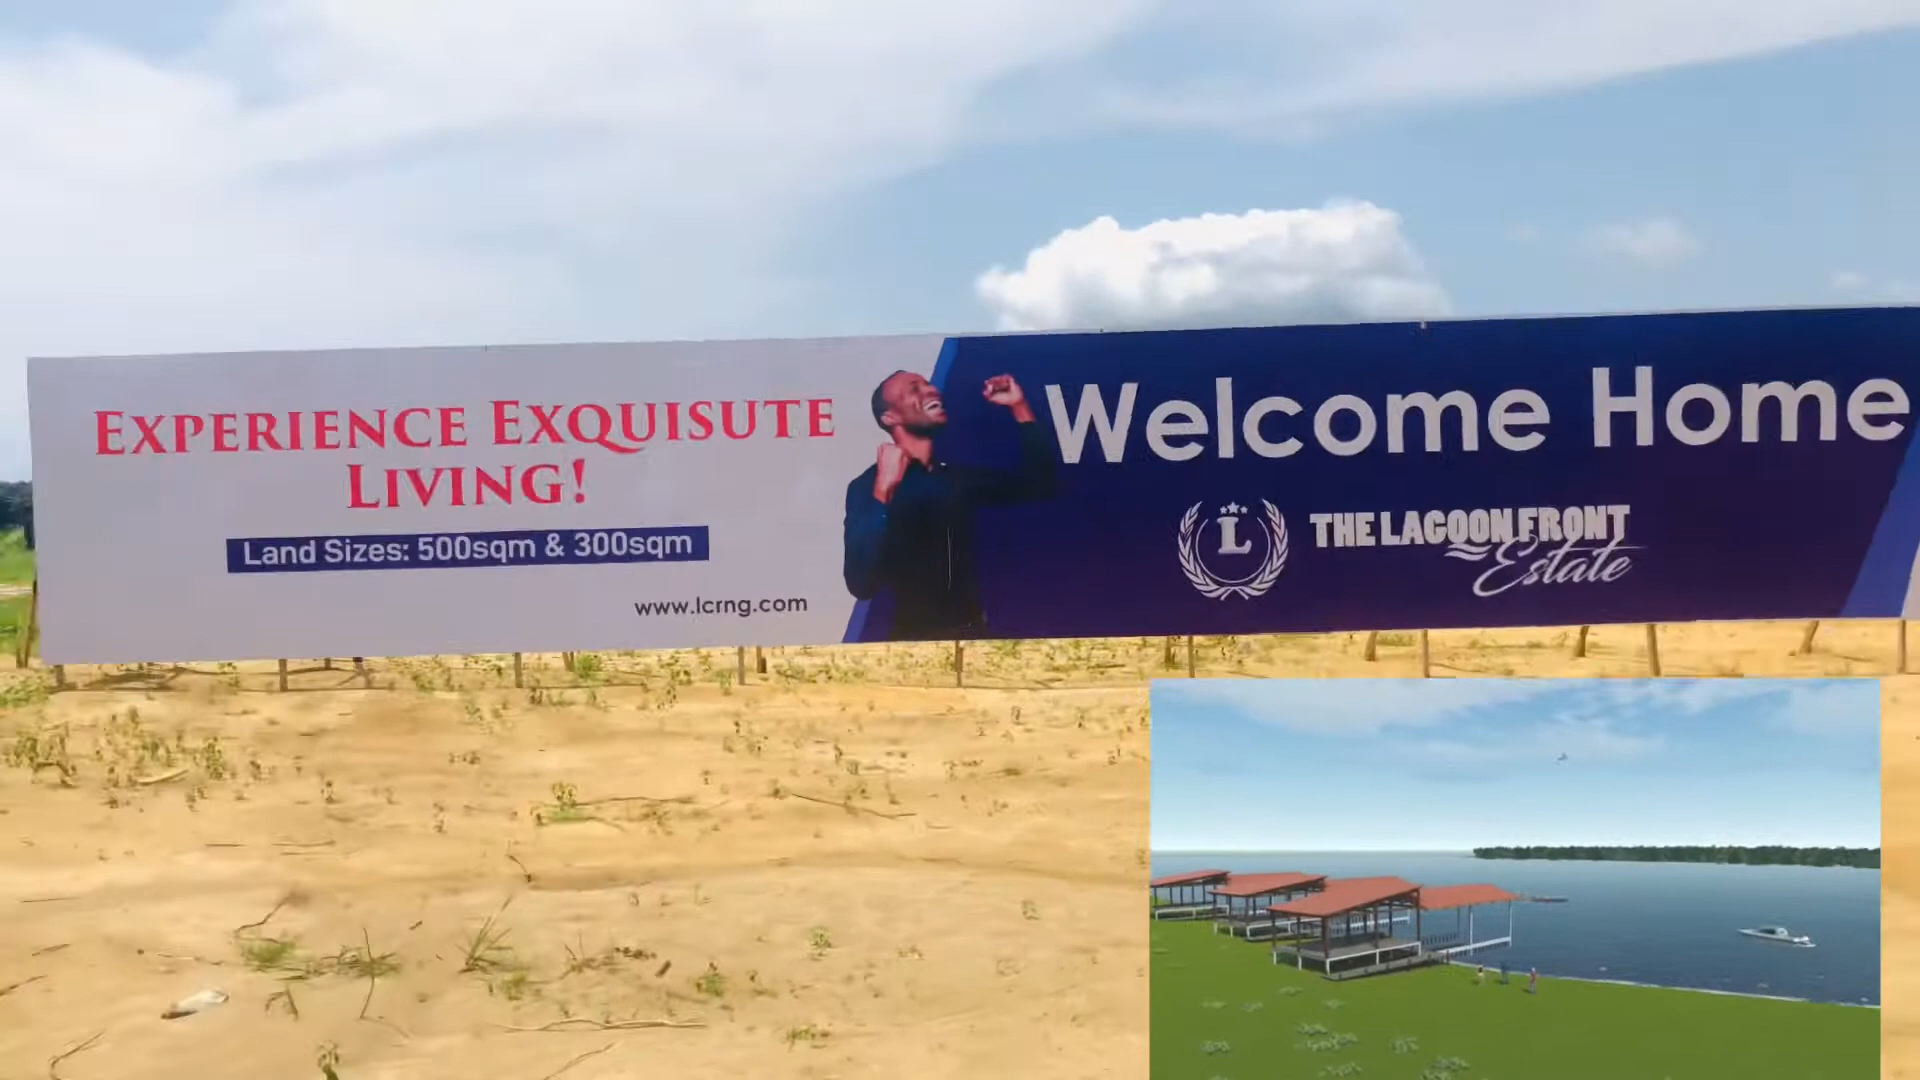 EXPERIENCE EXQUISUTE
LIVING!
Land Sizes: 500sqm & 300sqm
www.lcrng.com
Welcome Home
L
THE LAGOON FRONT
Estate